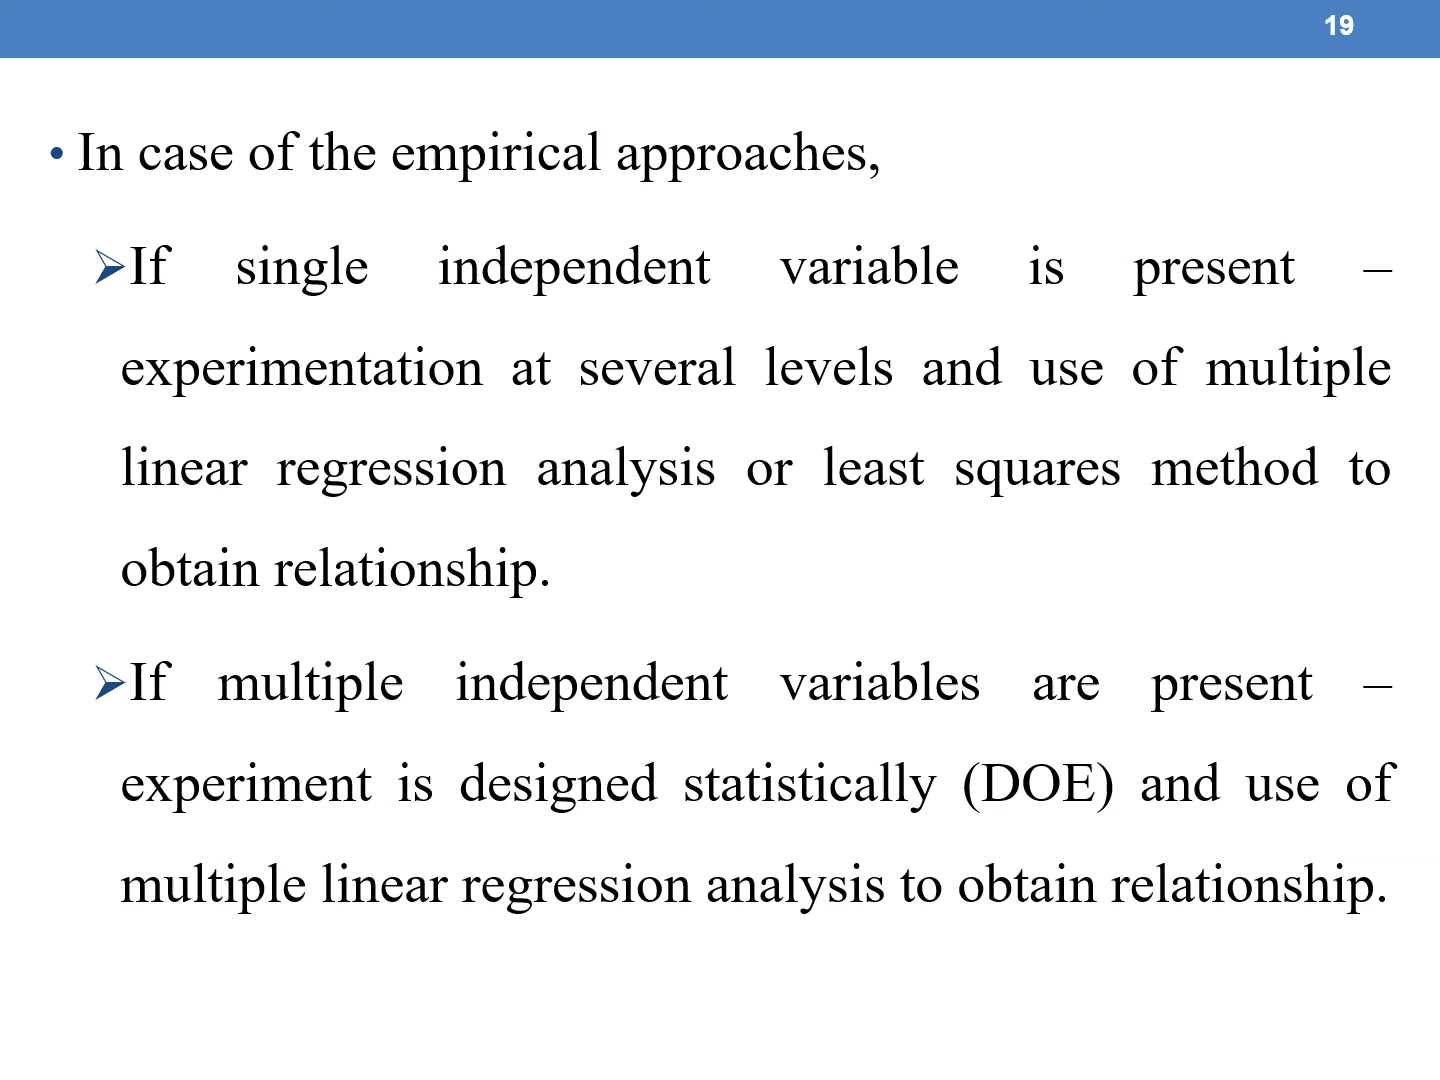 19
• In case of the empirical approaches,
➢If single independent variable is present –
experimentation at several levels and use of multiple
linear regression analysis or least squares method to
obtain relationship.
➢If multiple independent variables are present –
experiment is designed statistically (DOE) and use of
multiple linear regression analysis to obtain relationship.